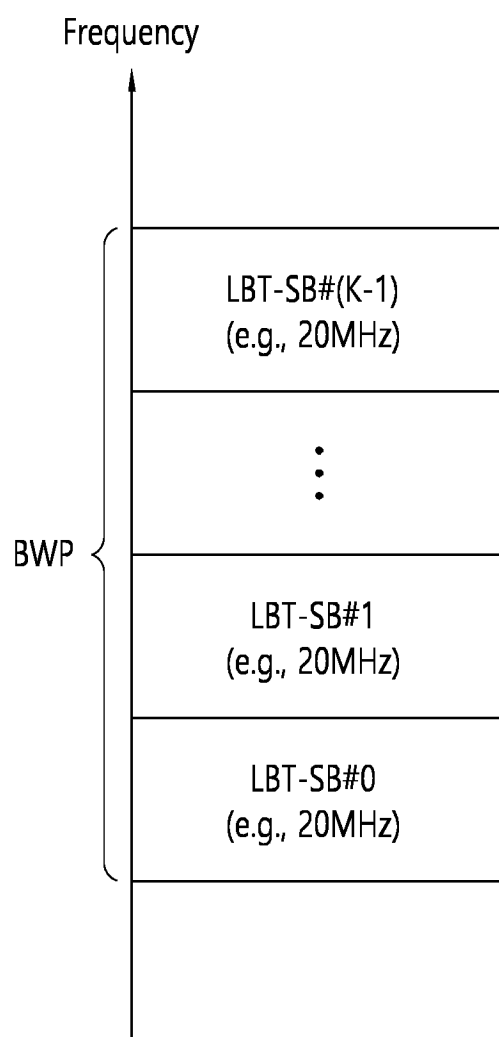 Frequency
LBT-SB#(K-1)
(e.g., 20MHz)
BWP
LBT-SB#1
(e.g., 20MHz)
LBT-SB#0
(e.g., 20MHz)